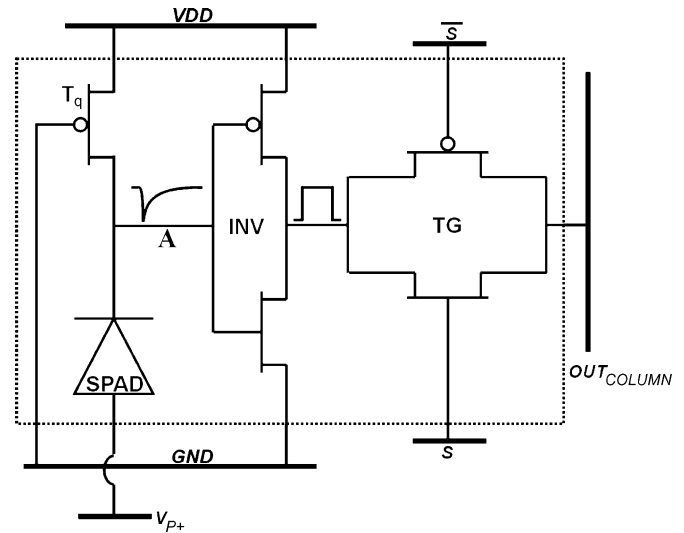 VDD
S̅
Tq
A
INV
TG
SPAD
OUTCOLUMN
GND
S
VP+